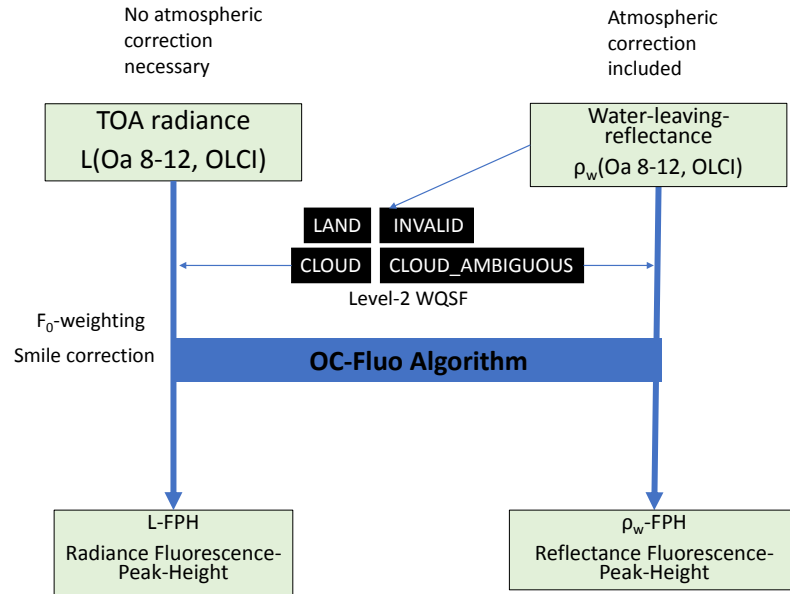 No atmospheric
correction
necessary
Atmospheric
correction
included
TOA radiance
L(Oa 8-12, OLCI)
Water-leaving-
reflectance
ρw(Oa 8-12, OLCI)
LAND
INVALID
CLOUD
CLOUD_AMBIGUOUS
Level-2 WQSF
F0-weighting
Smile correction
OC-Fluo Algorithm
L-FPH
Radiance Fluorescence-
Peak-Height
ρw-FPH
Reflectance Fluorescence-
Peak-Height